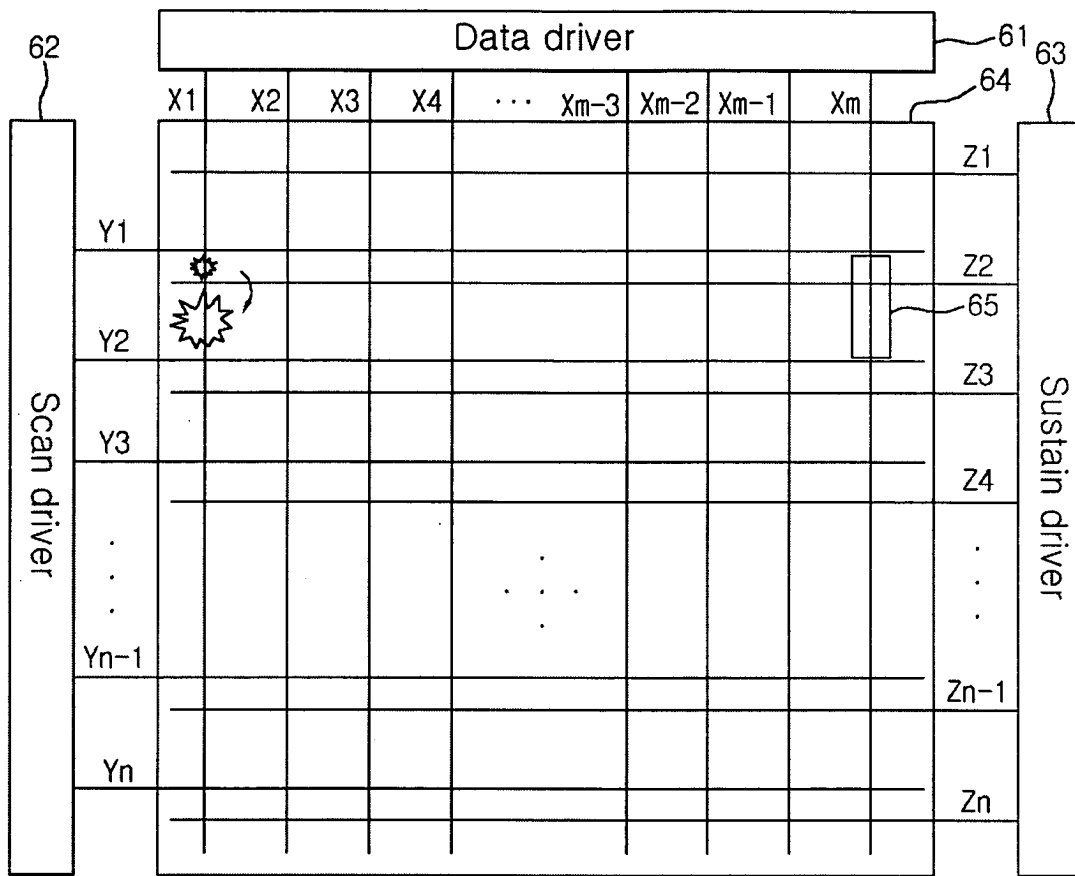 Data driver
61
62
63
64
X1 X2 X3 X4 ··· Xm-3 Xm-2 Xm-1 Xm
Z1
Y1
Z2
65
Y2
Z3
Y3
Z4
Scan driver
Sustain driver
Yn-1
Zn-1
Yn
Zn